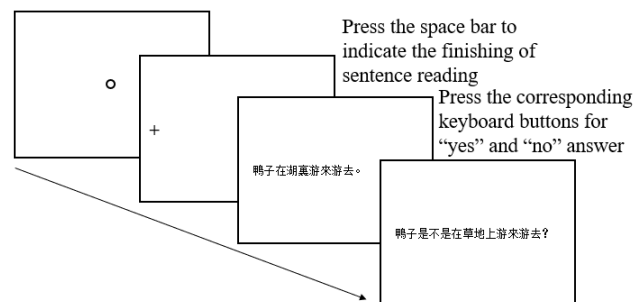 Press the space bar to
indicate the finishing of
sentence reading
Press the corresponding
keyboard buttons for
“yes” and “no” answer
+
鴨子在湖裏游來游去。
鴨子是不是在草地上游來游去?